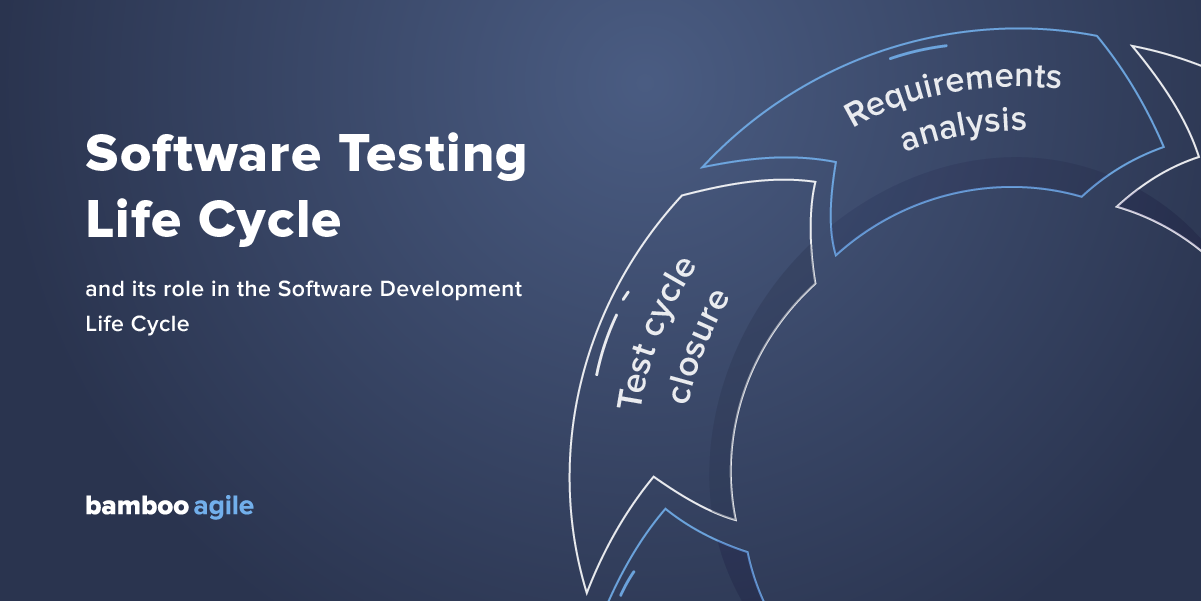 Software Testing
Life Cycle
and its role in the Software Development
Life Cycle
bamboo agile
Requirements
analysis
Test cycle
closure